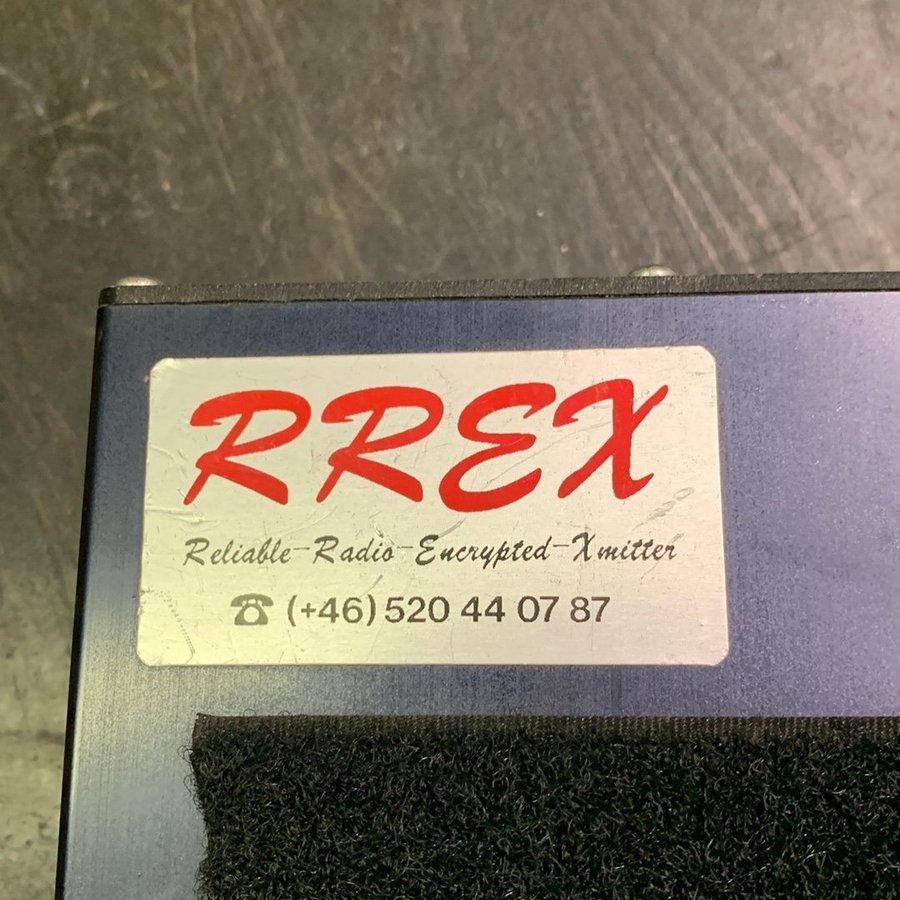 RREX
Reliable-Radio-Encrypted-Xmitter
☎ (+46) 520 44 07 87